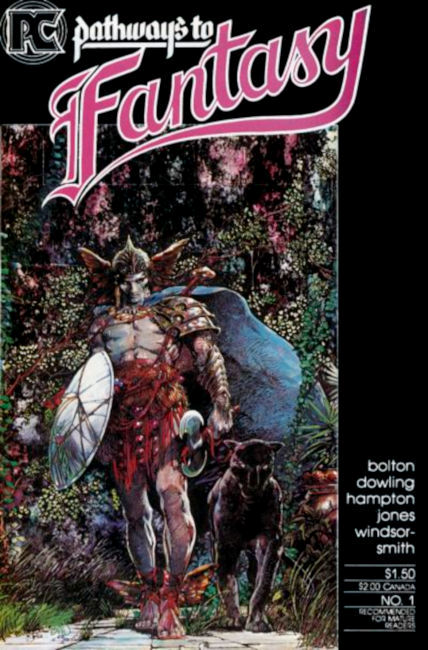 PC
pathways to
Fantasy
bolton
dowling
hampton
jones
windsor-
smith
$1.50
$2.00 CANADA
NO. 1
RECOMMENDED
FOR MATURE
READERS